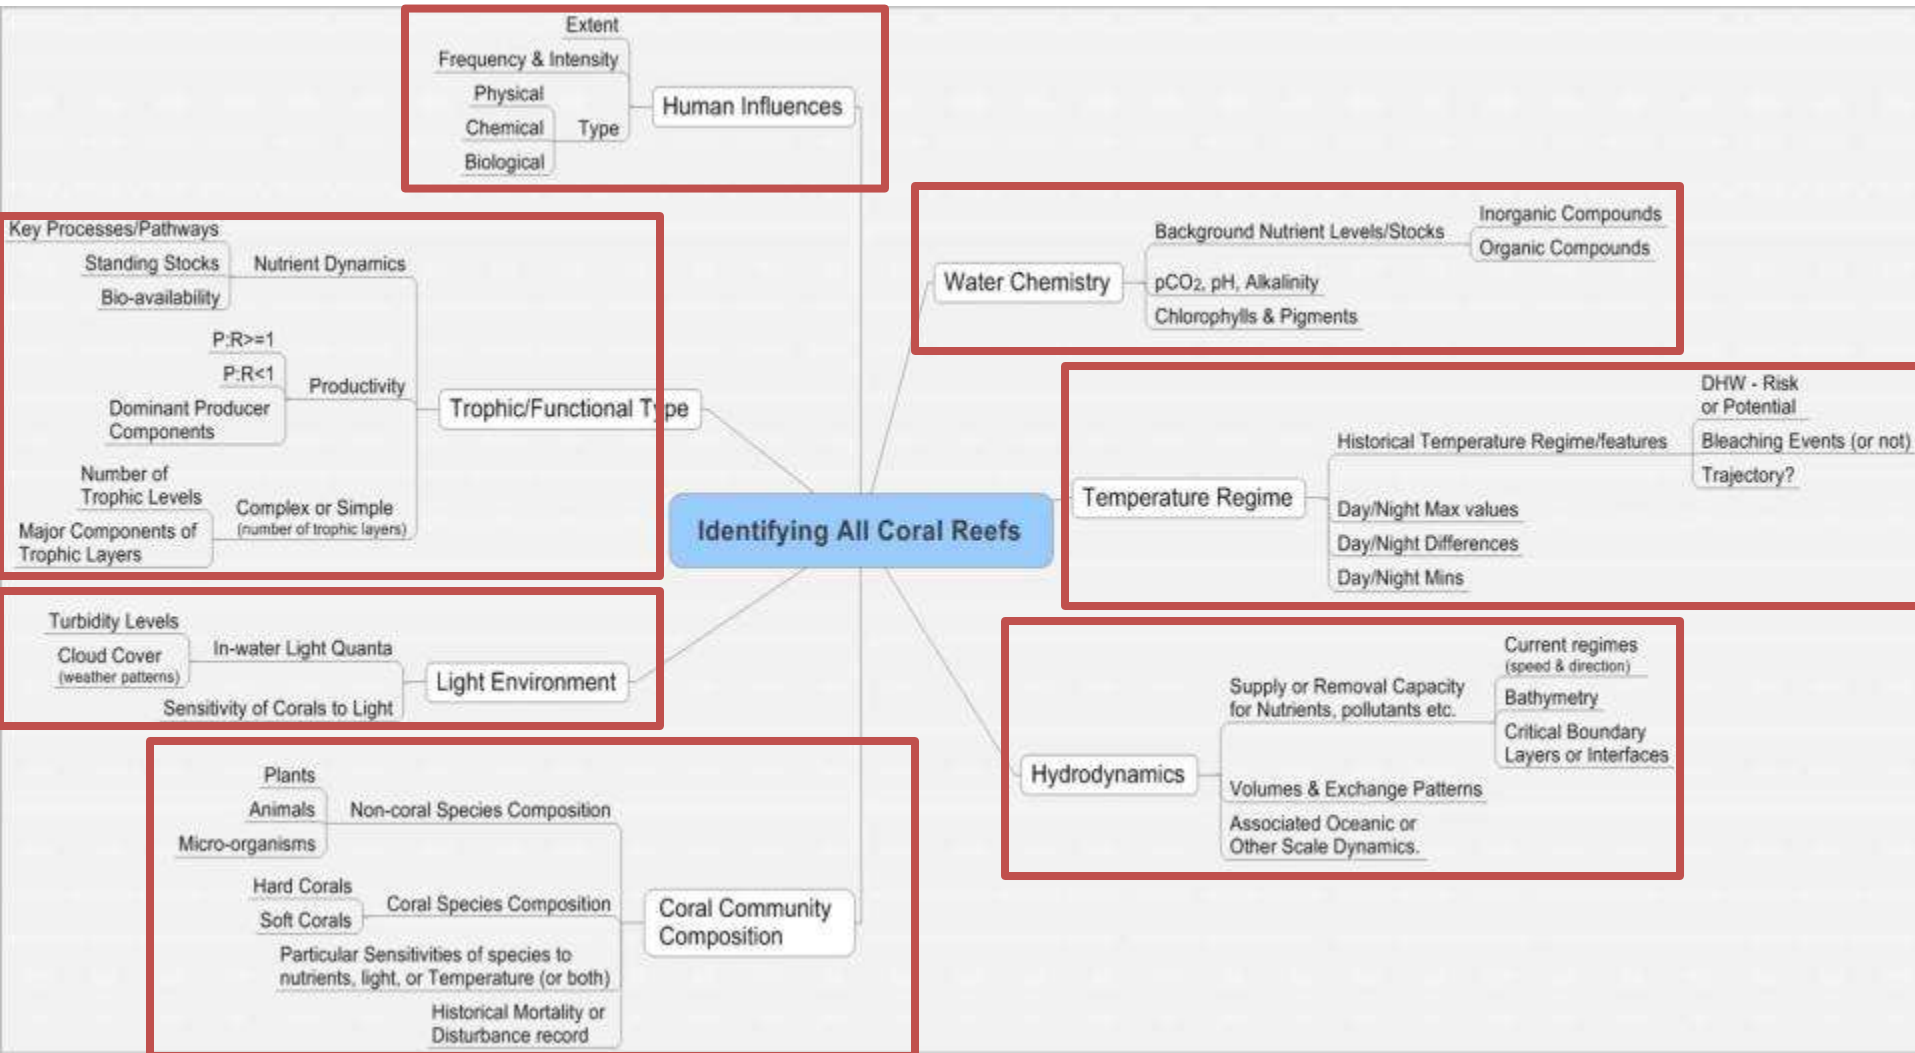 Extent
Frequency & Intensity
Physical
Chemical
Biological
Type
Human Influences
Key Processes/Pathways
Standing Stocks
Bio-availability
Nutrient Dynamics
P:R>=1
P:R<1
Dominant Producer
Components
Productivity
Number of
Trophic Levels
Major Components of
Trophic Layers
Complex or Simple
(number of trophic layers)
Trophic/Functional Type
Turbidity Levels
Cloud Cover
(weather patterns)
In-water Light Quanta
Sensitivity of Corals to Light
Light Environment
Plants
Animals
Micro-organisms
Non-coral Species Composition
Hard Corals
Soft Corals
Coral Species Composition
Particular Sensitivities of species to
nutrients, light, or Temperature (or both)
Historical Mortality or
Disturbance record
Coral Community
Composition
Identifying All Coral Reefs
Water Chemistry
Background Nutrient Levels/Stocks
Inorganic Compounds
Organic Compounds
pCO2, pH, Alkalinity
Chlorophylls & Pigments
Temperature Regime
Historical Temperature Regime/features
DHW - Risk
or Potential
Bleaching Events (or not)
Trajectory?
Day/Night Max values
Day/Night Differences
Day/Night Mins
Hydrodynamics
Supply or Removal Capacity
for Nutrients, pollutants etc.
Current regimes
(speed & direction)
Bathymetry
Critical Boundary
Layers or Interfaces
Volumes & Exchange Patterns
Associated Oceanic or
Other Scale Dynamics.